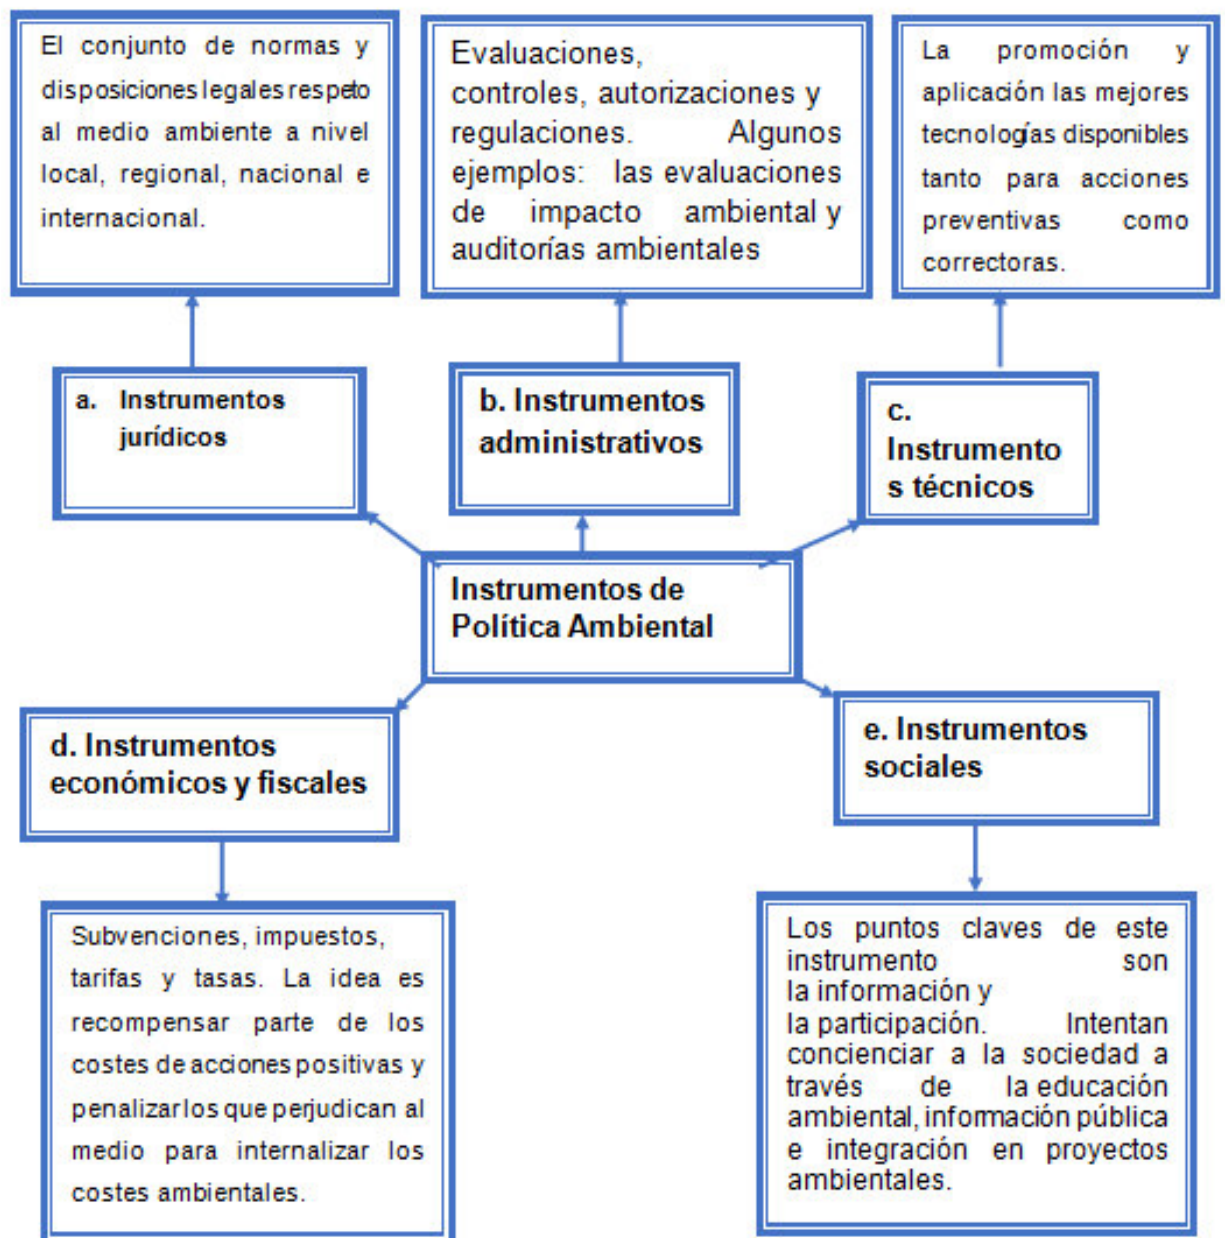 El conjunto de normas y
disposiciones legales respeto
al medio ambiente a nivel
local, regional, nacional e
internacional.
Evaluaciones,
controles, autorizaciones y
regulaciones. Algunos
ejemplos: las evaluaciones
de impacto ambiental y
auditorías ambientales
La promoción y
aplicación las mejores
tecnologías disponibles
tanto para acciones
preventivas como
correctoras.
a. Instrumentos
jurídicos
b. Instrumentos
administrativos
c.
Instrumento
s técnicos
Instrumentos de
Política Ambiental
d. Instrumentos
económicos y fiscales
e. Instrumentos
sociales
Subvenciones, impuestos,
tarifas y tasas. La idea es
recompensar parte de los
costes de acciones positivas y
penalizar los que perjudican al
medio para internalizar los
costes ambientales.
Los puntos claves de este
instrumento son
la información y
la participación. Intentan
concienciar a la sociedad a
través de la educación
ambiental, información pública
e integración en proyectos
ambientales.